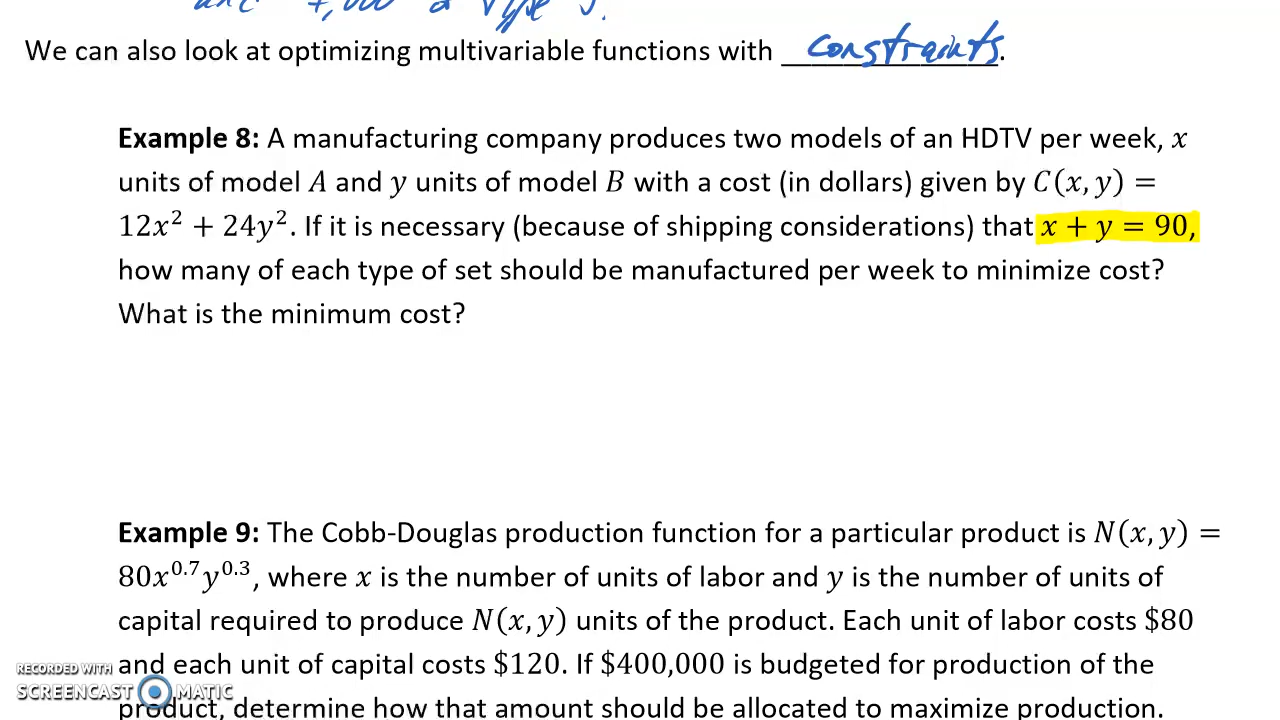 4,000 of Type
We can also look at optimizing multivariable functions with constraints.
Example 8: A manufacturing company produces two models of an HDTV per week, x
units of model A and y units of model B with a cost (in dollars) given by C(x, y) =
12x² + 24y². If it is necessary (because of shipping considerations) that x + y = 90,
how many of each type of set should be manufactured per week to minimize cost?
What is the minimum cost?
Example 9: The Cobb-Douglas production function for a particular product is N(x, y) =
80x⁰·⁷y⁰·³, where x is the number of units of labor and y is the number of units of
capital required to produce N(x, y) units of the product. Each unit of labor costs $80
and each unit of capital costs $120. If $400,000 is budgeted for production of the
product, determine how that amount should be allocated to maximize production.
RECORDED WITH
SCREENCAST MATIC